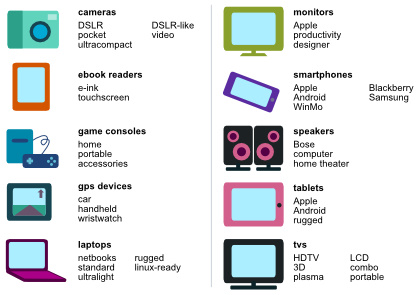 cameras
DSLR DSLR-like
pocket video
ultracompact
ebook readers
e-ink
touchscreen
game consoles
home
portable
accessories
gps devices
car
handheld
wristwatch
laptops
netbooks rugged
standard linux-ready
ultralight
monitors
Apple
productivity
designer
smartphones
Apple Blackberry
Android Samsung
WinMo
speakers
Bose
computer
home theater
tablets
Apple
Android
rugged
tvs
HDTV LCD
3D combo
plasma portable